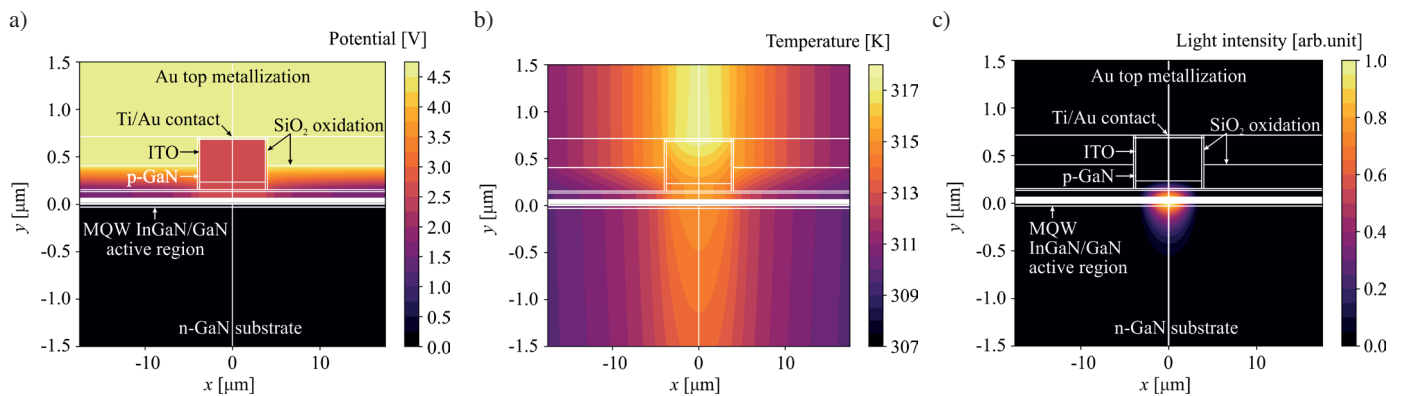 a)
Potential [V]
1.5
1.0
0.5
0.0
-0.5
-1.0
-1.5
y [μm]
Au top metallization
Ti/Au contact
SiO₂ oxidation
ITO
p-GaN
MQW InGaN/GaN
active region
n-GaN substrate
-10
0
10
x [μm]
4.5
4.0
3.5
3.0
2.5
2.0
1.5
1.0
0.5
0.0
b)
Temperature [K]
1.5
1.0
0.5
0.0
-0.5
-1.0
-1.5
y [μm]
-10
0
10
x [μm]
317
315
313
311
309
307
c)
Light intensity [arb.unit]
1.5
1.0
0.5
0.0
-0.5
-1.0
-1.5
y [μm]
Au top metallization
Ti/Au contact
SiO₂ oxidation
ITO
p-GaN
MQW
InGaN/GaN
active region
n-GaN substrate
-10
0
10
x [μm]
1.0
0.8
0.6
0.4
0.2
0.0